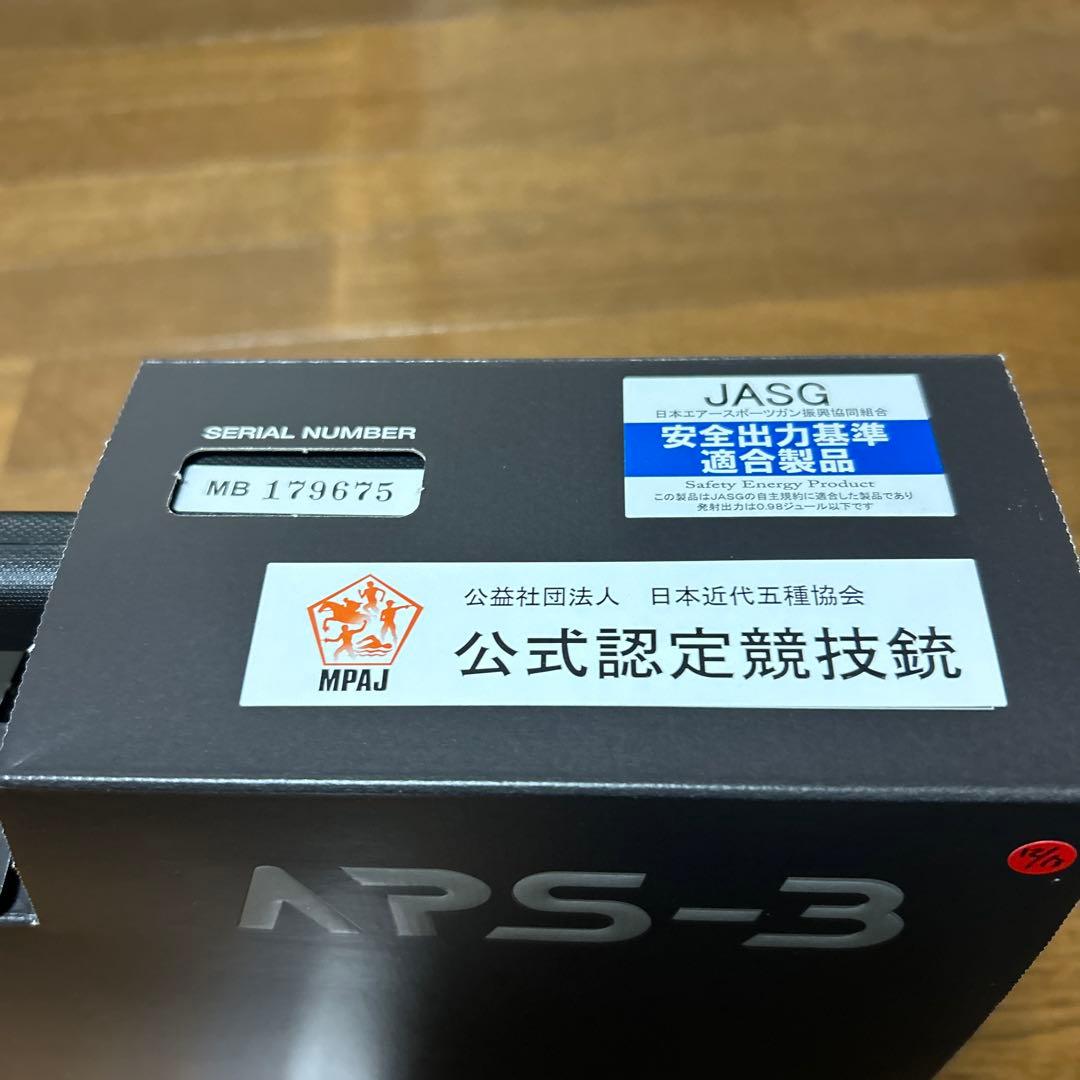 SERIAL NUMBER
MB 179675
JASG
日本エアースポーツガン振興協同組合
安全出力基準
適合製品
Safety Energy Product
この製品はJASGの自主規約に適合した製品であり
発射出力は0.98ジュール以下です
公益社団法人 日本近代五種協会
公式認定競技銃
MPAJ
APS-3